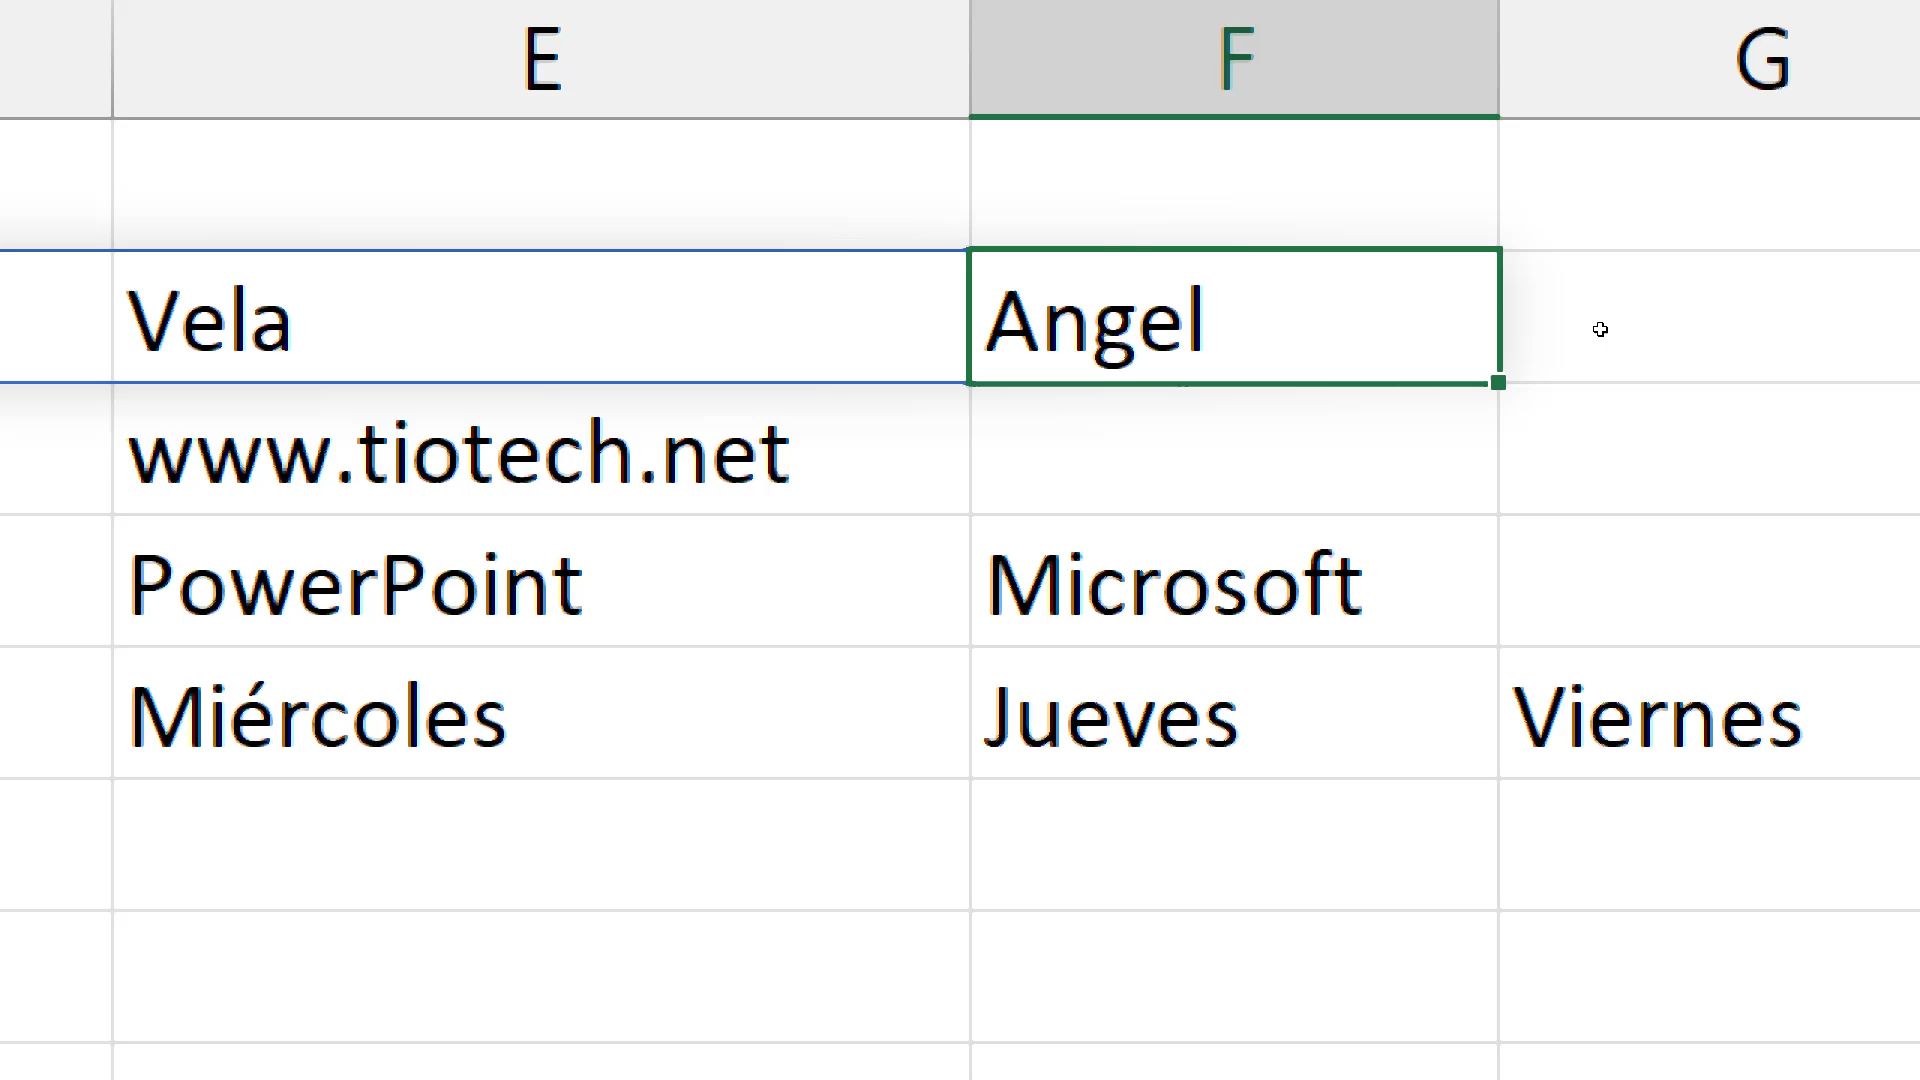 E F G
Vela Angel
www.tiotech.net
PowerPoint Microsoft
Miércoles Jueves Viernes